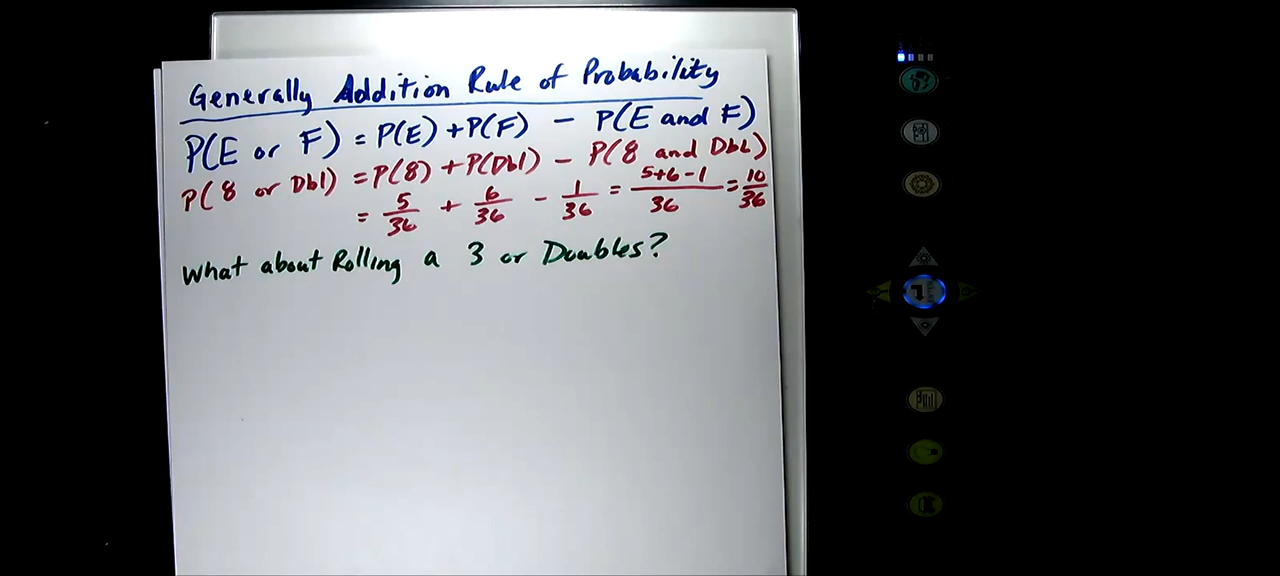 Generally Addition Rule of Probability
P(E or F) = P(E) + P(F) - P(E and F)
P(8 or Dbl) = P(8) + P(Dbl) - P(8 and Dbl)
= 5/36 + 6/36 - 1/36 = 5+6-1/36 = 10/36
What about Rolling a 3 or Doubles?